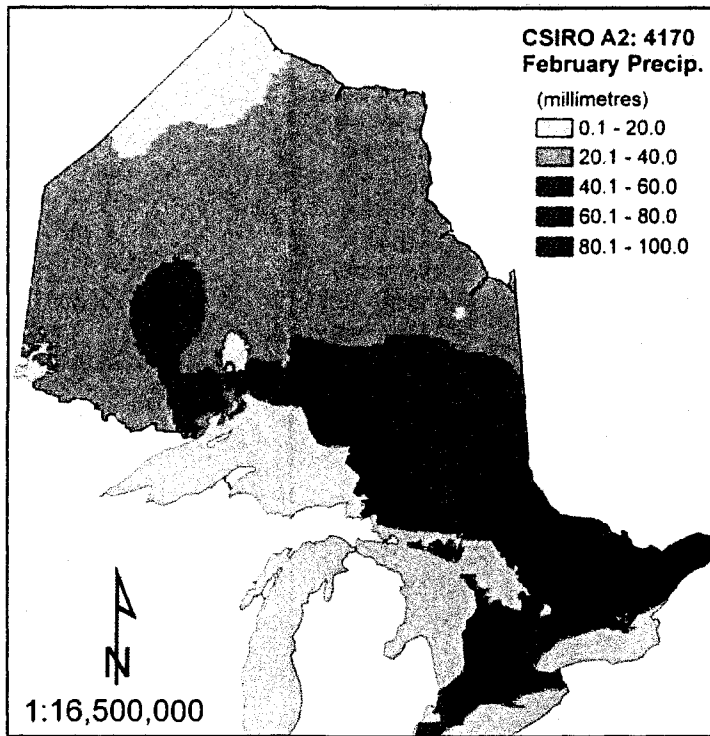 CSIRO A2: 4170
February Precip.
(millimetres)
0.1 - 20.0
20.1 - 40.0
40.1 - 60.0
60.1 - 80.0
80.1 - 100.0
N
1:16,500,000